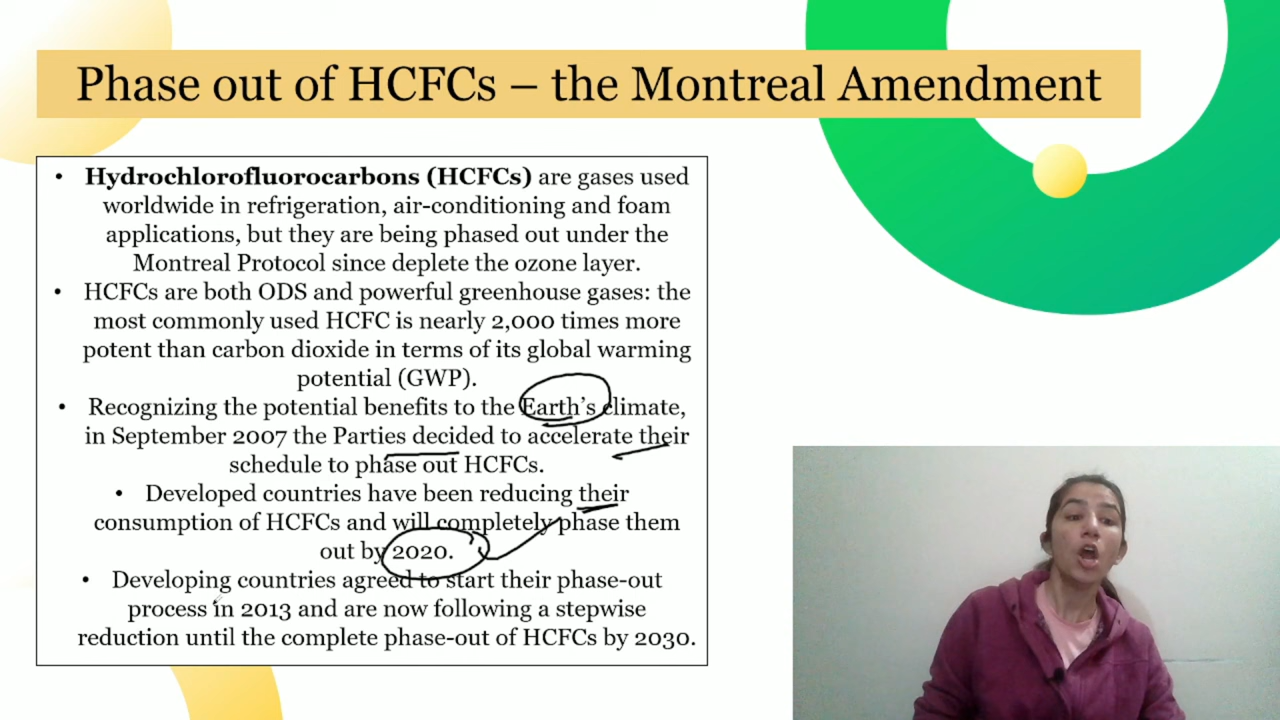 Phase out of HCFCs – the Montreal Amendment
• Hydrochlorofluorocarbons (HCFCs) are gases used
worldwide in refrigeration, air-conditioning and foam
applications, but they are being phased out under the
Montreal Protocol since deplete the ozone layer.
• HCFCs are both ODS and powerful greenhouse gases: the
most commonly used HCFC is nearly 2,000 times more
potent than carbon dioxide in terms of its global warming
potential (GWP).
• Recognizing the potential benefits to the Earth's climate,
in September 2007 the Parties decided to accelerate their
schedule to phase out HCFCs.
• Developed countries have been reducing their
consumption of HCFCs and will completely phase them
out by 2020.
• Developing countries agreed to start their phase-out
process in 2013 and are now following a stepwise
reduction until the complete phase-out of HCFCs by 2030.